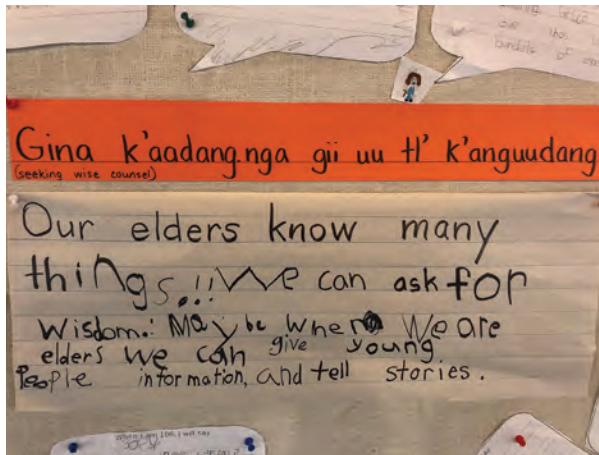 Gina k'aadang.nga gii uu tl' k'anguudang
(seeking wise counsel)
Our elders know many
things.!! We can ask for
Wisdom.: Maybe when We are
elders we can give young
People information, and tell stories.